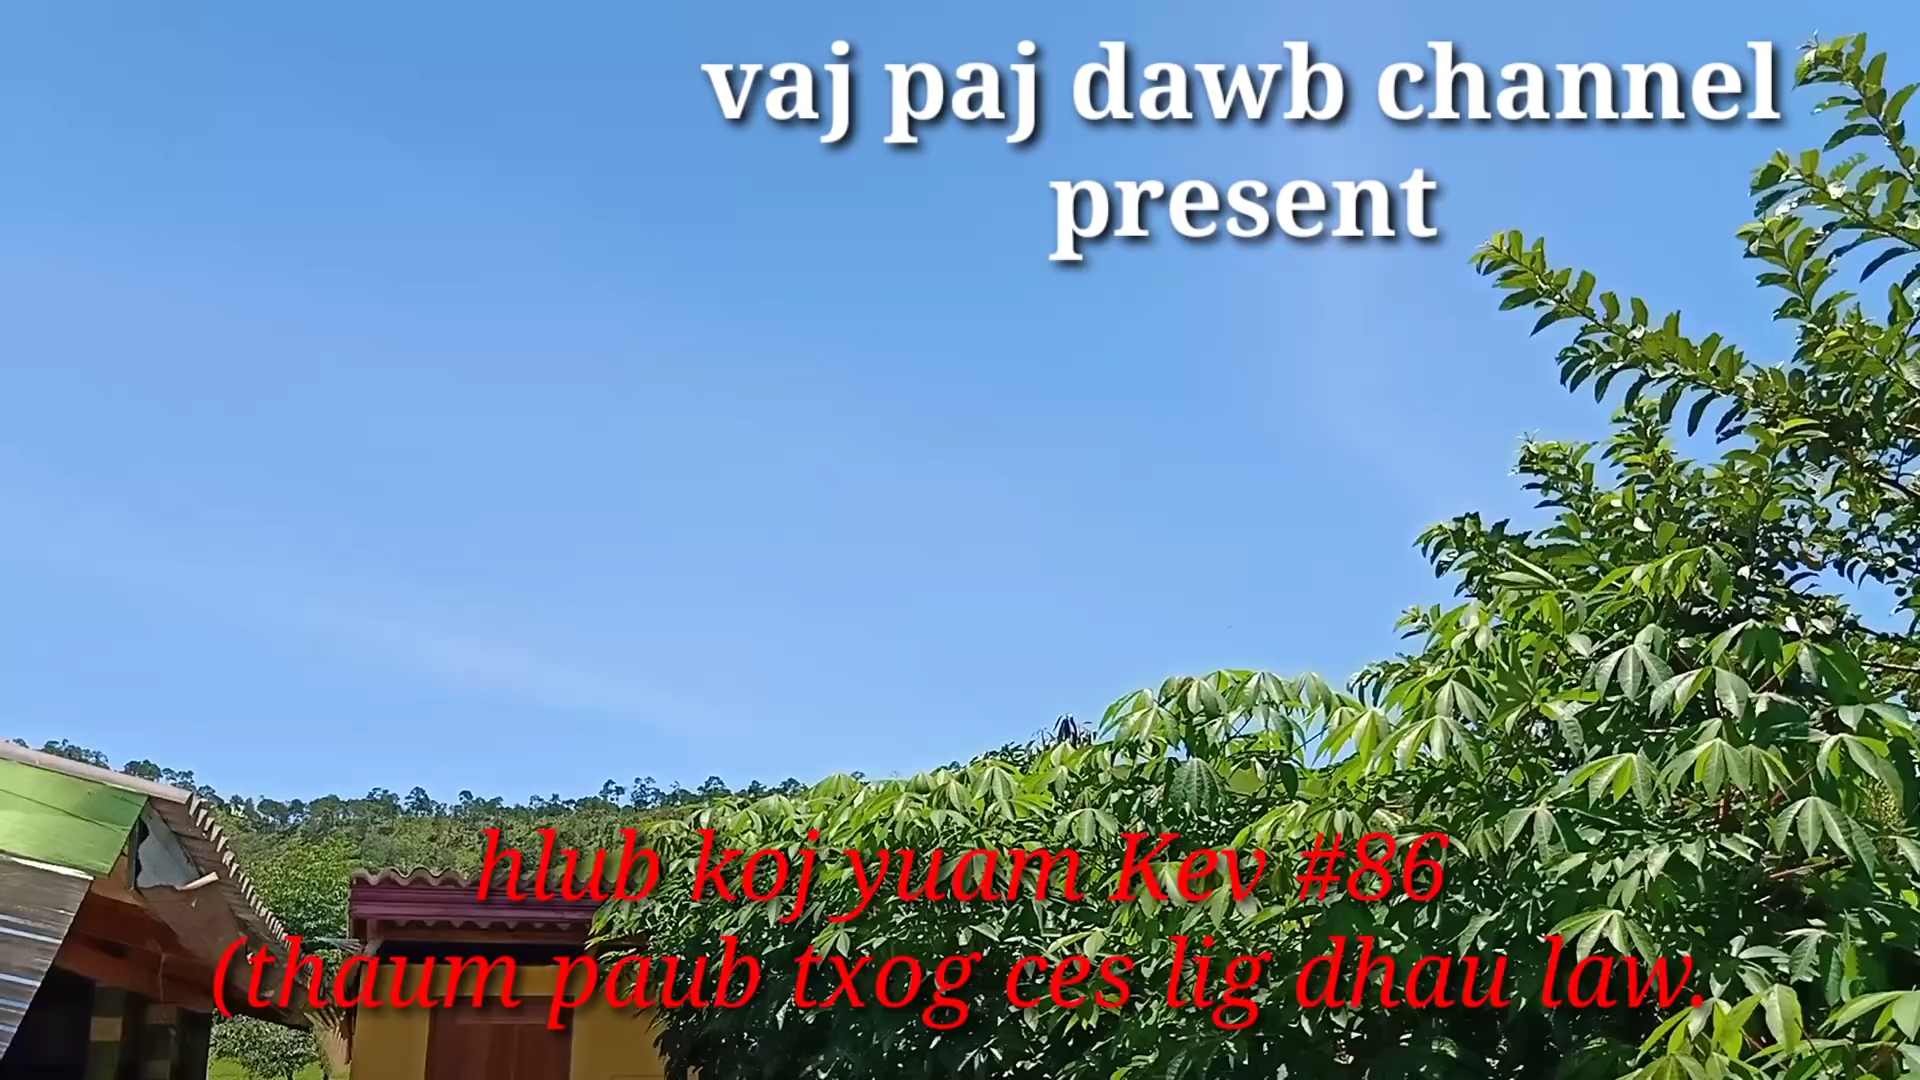 vaj paj dawb channel
present
hlub koj yuam Kev #86
(thaum paub txog ces lig dhau law.